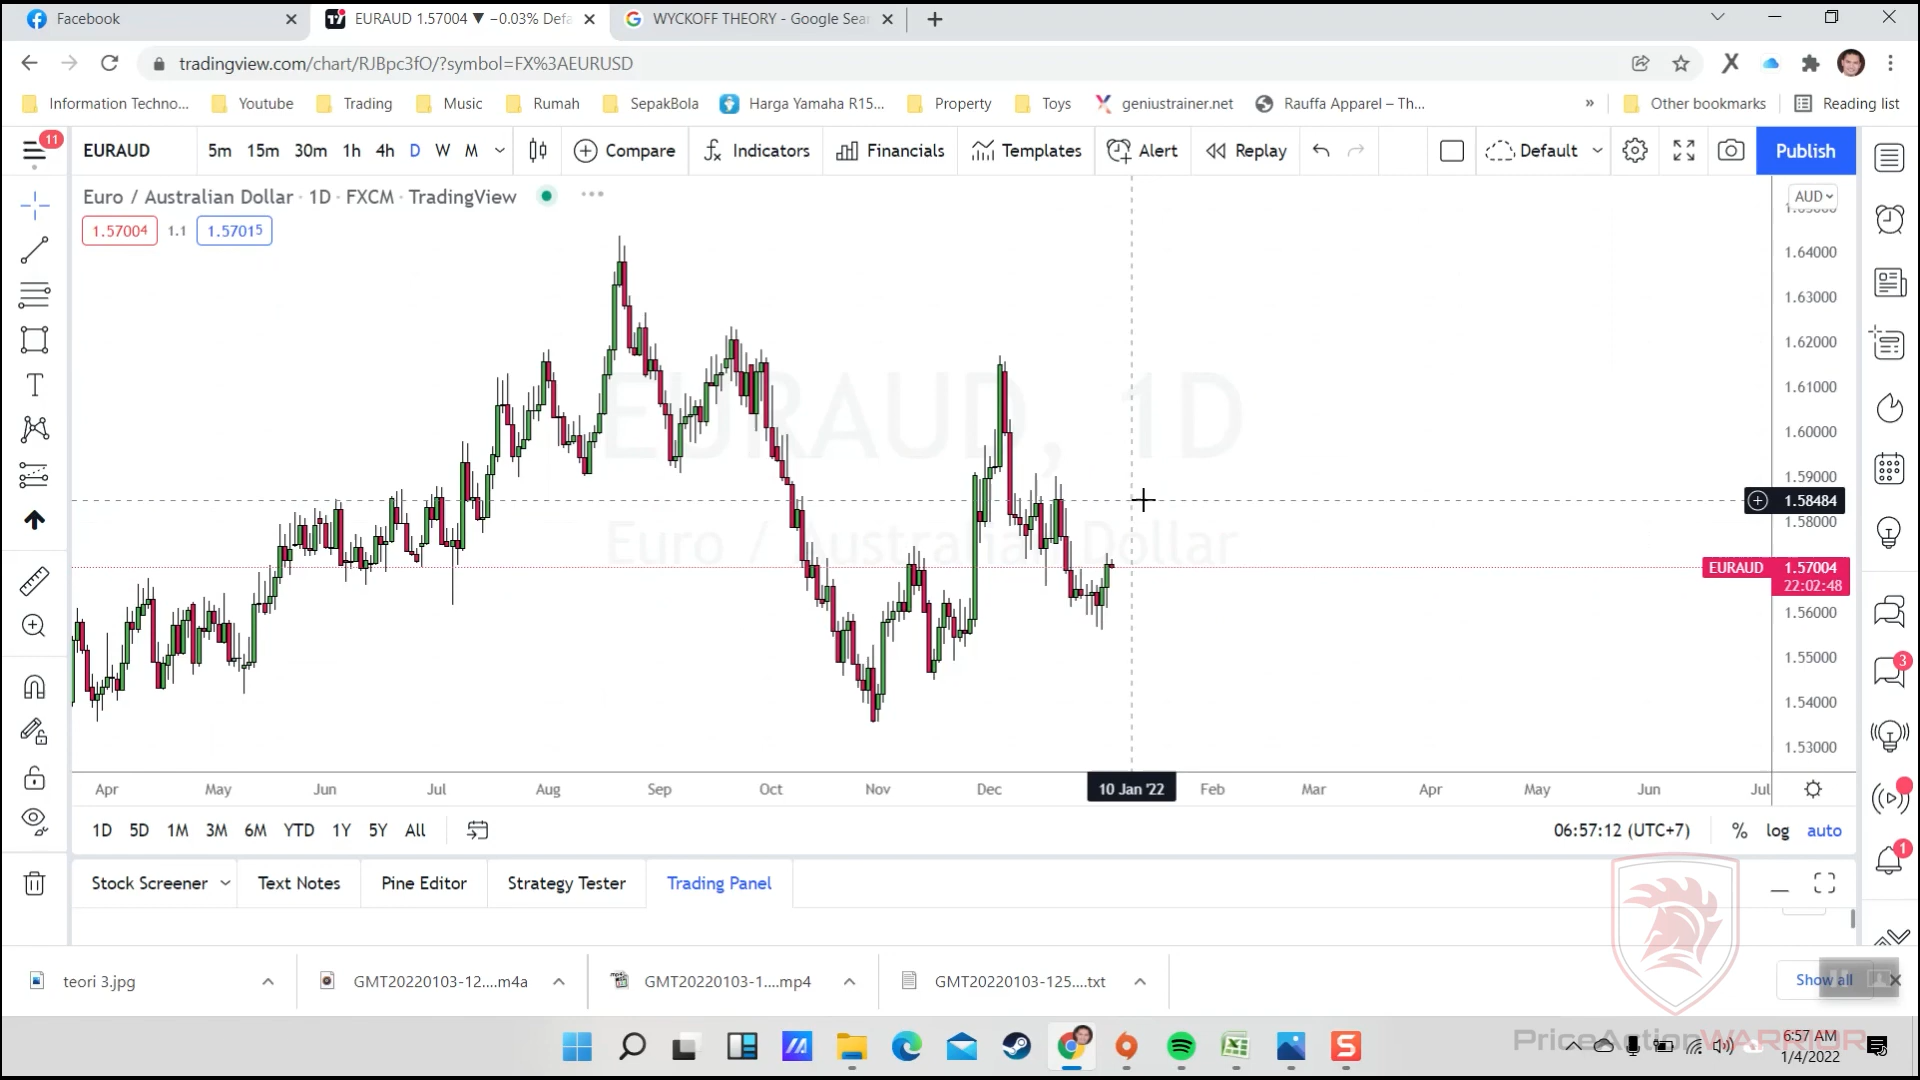 Facebook
EURAUD 1.57004 ▼ −0.03% Defa
WYCKOFF THEORY - Google Sear
tradingview.com/chart/RJBpc3fO/?symbol=FX%3AEURUSD
Information Techno... Youtube Trading Music Rumah SepakBola Harga Yamaha R15... Property Toys geniustrainer.net Rauffa Apparel – Th... » Other bookmarks Reading list
11
EURAUD 5m 15m 30m 1h 4h D W M Compare Indicators Financials Templates Alert Replay Default Publish
Euro / Australian Dollar · 1D · FXCM · TradingView
AUD
1.57004 1.1 1.57015
1.64000
1.63000
1.62000
1.61000
1.60000
1.59000
1.58484
1.58000
EURAUD 1.57004
22:02:48
1.56000
1.55000
1.54000
1.53000
EURAUD, 1D
Euro / Australian Dollar
3
1
Apr May Jun Jul Aug Sep Oct Nov Dec 10 Jan '22 Feb Mar Apr May Jun Jul
1D 5D 1M 3M 6M YTD 1Y 5Y All
06:57:12 (UTC+7) % log auto
Stock Screener Text Notes Pine Editor Strategy Tester Trading Panel
teori 3.jpg GMT20220103-12....m4a GMT20220103-1....mp4 GMT20220103-125....txt Show all
PriceActionWARRIOR
6:57 AM
1/4/2022